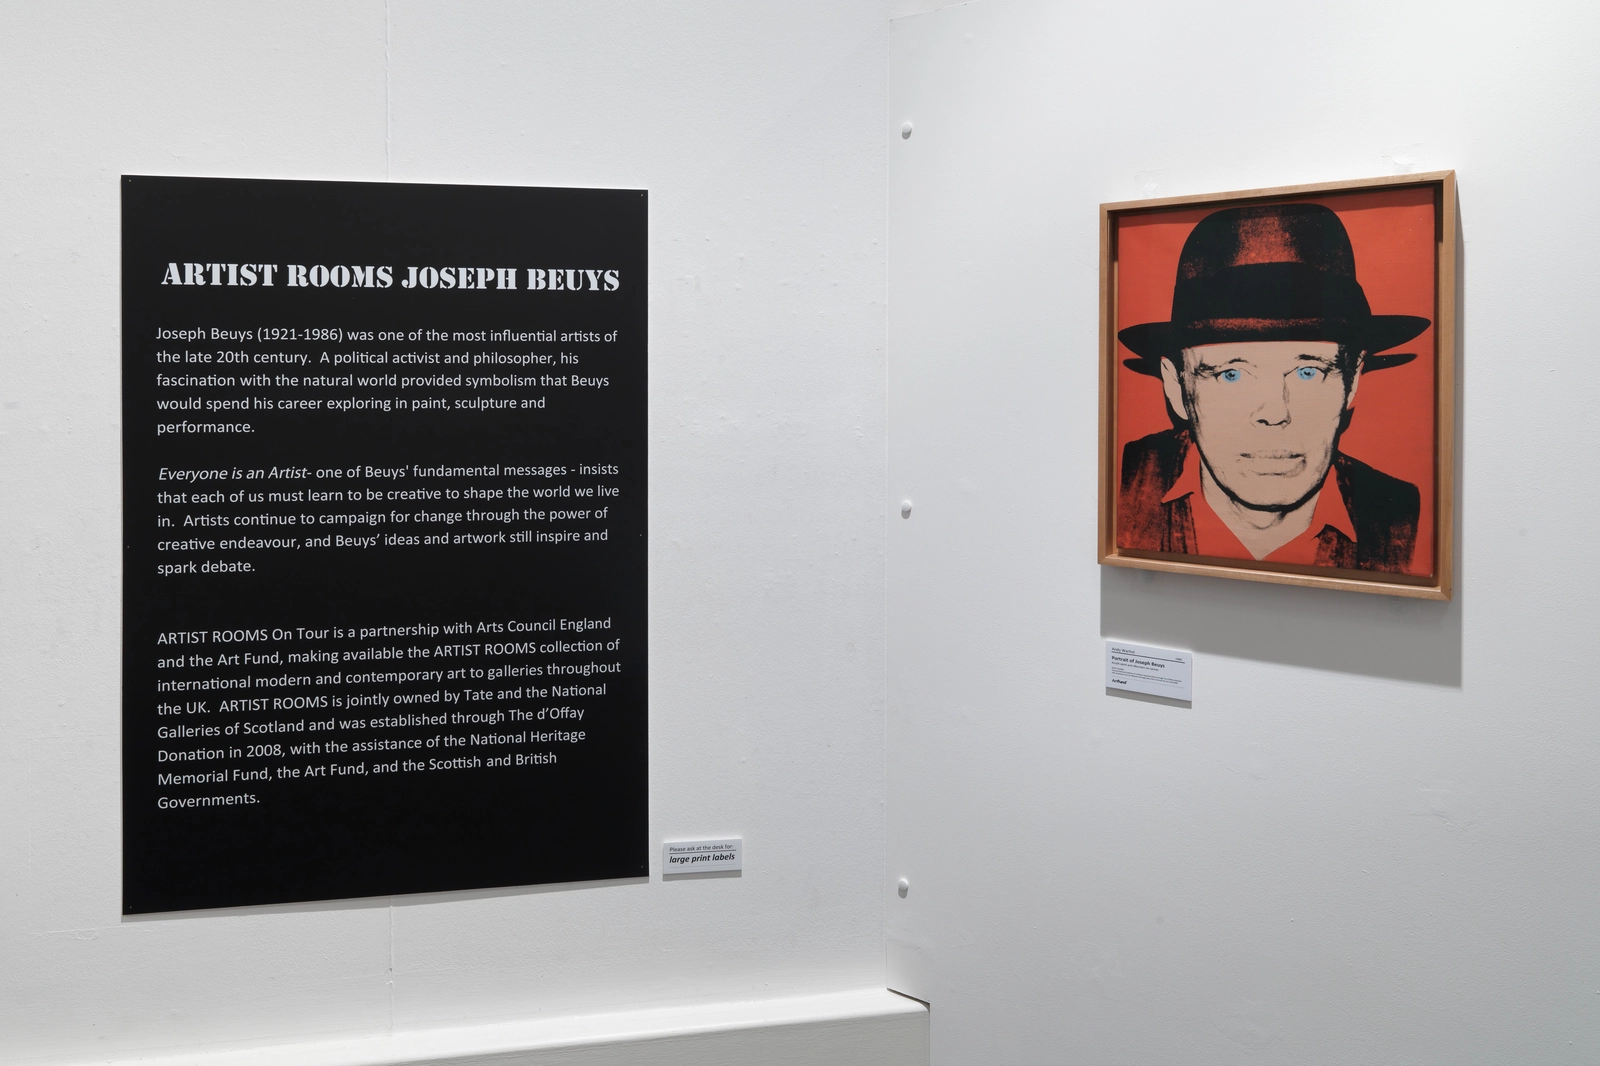 ARTIST ROOMS JOSEPH BEUYS
Joseph Beuys (1921-1986) was one of the most influential artists of
the late 20th century.  A political activist and philosopher, his
fascination with the natural world provided symbolism that Beuys
would spend his career exploring in paint, sculpture and
performance.
Everyone is an Artist- one of Beuys' fundamental messages - insists
that each of us must learn to be creative to shape the world we live
in.  Artists continue to campaign for change through the power of
creative endeavour, and Beuys’ ideas and artwork still inspire and
spark debate.
ARTIST ROOMS On Tour is a partnership with Arts Council England
and the Art Fund, making available the ARTIST ROOMS collection of
international modern and contemporary art to galleries throughout
the UK.  ARTIST ROOMS is jointly owned by Tate and the National
Galleries of Scotland and was established through The d’Offay
Donation in 2008, with the assistance of the National Heritage
Memorial Fund, the Art Fund, and the Scottish and British
Governments.
Please ask at the desk for:
large print labels
Andy Warhol
Portrait of Joseph Beuys
ArtFund